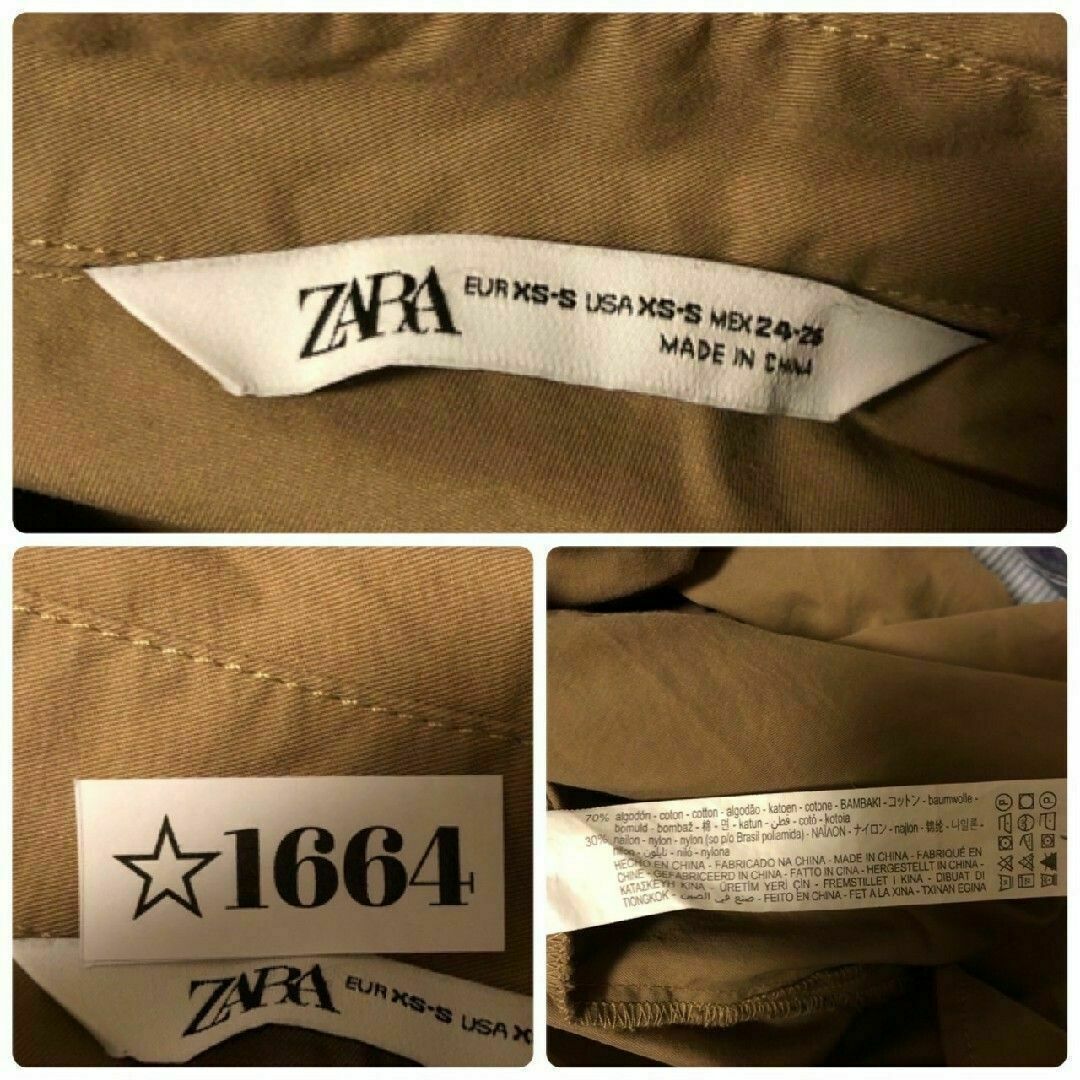 ZARA EUR XS-S USA XS-S MEX 24-26
MADE IN CHINA
☆1664
ZARA EUR XS-S USA X
70% algodón - coton - cotton - algodão - katoen - cotone - BAMBAKI - コットン - baumwolle -
bomuld - bombaž - 棉 - 면 - katun - قطن - cotó - kotoia
30% nailon - nylon - nylon (so p/o Brasil poliamida) - ΝΑΪΛΟΝ - ナイロン - najlon - 锦纶 - 나일론 -
نايلون - niló - nylona
HECHO EN CHINA - FABRICADO NA CHINA - MADE IN CHINA - FABRIQUÉ EN
CHINE - GEFABRICEERD IN CHINA - FATTO IN CINA - HERGESTELLT IN CHINA -
ΚΑΤΑΣΚΕΥΗ ΚΙΝΑ - ÜRETİM YERİ ÇİN - FREMSTILLET I KINA - DIBUAT DI
TIONGKOK - صنع في الصين - FEITO EN CHINA - FET A LA XINA - TXINAN EGINA